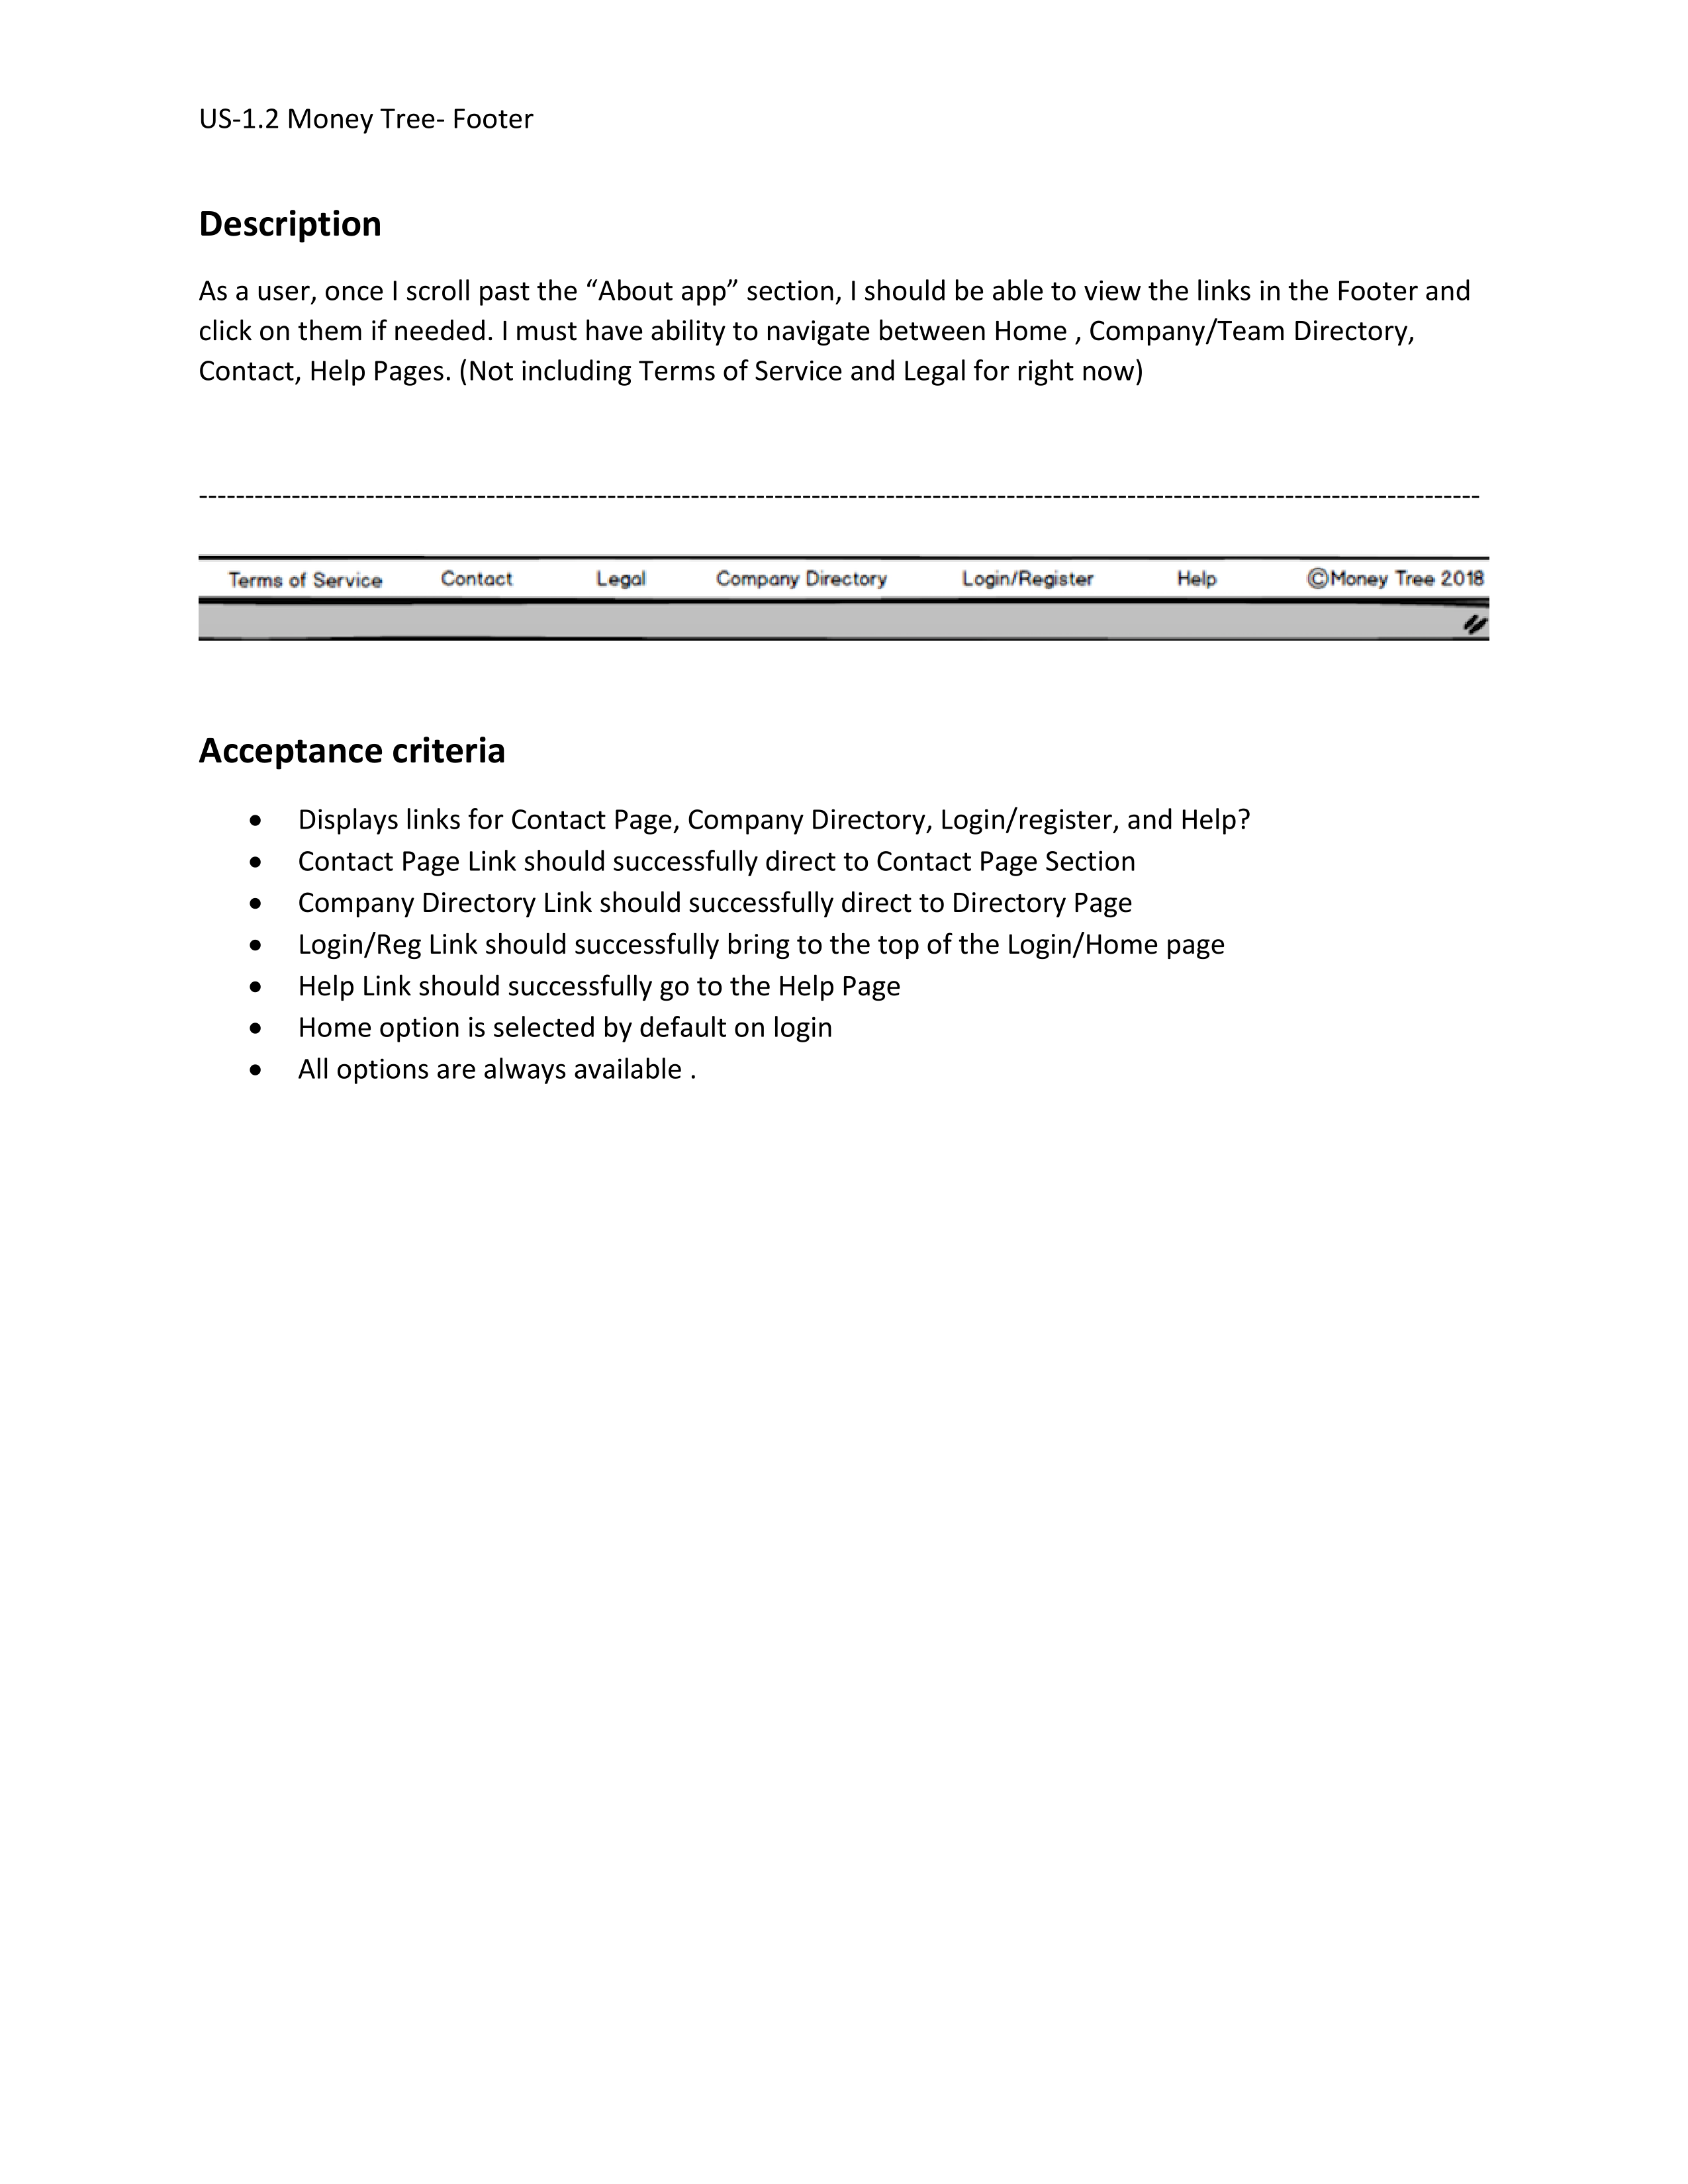 US-1.2 Money Tree- Footer
Description
As a user, once I scroll past the “About app” section, I should be able to view the links in the Footer and
click on them if needed. I must have ability to navigate between Home , Company/Team Directory,
Contact, Help Pages. (Not including Terms of Service and Legal for right now)
-------------------------------------------------------------------------------------------------------------------------------------------
Terms of Service Contact Legal Company Directory Login/Register Help ©Money Tree 2018
Acceptance criteria
• Displays links for Contact Page, Company Directory, Login/register, and Help?
• Contact Page Link should successfully direct to Contact Page Section
• Company Directory Link should successfully direct to Directory Page
• Login/Reg Link should successfully bring to the top of the Login/Home page
• Help Link should successfully go to the Help Page
• Home option is selected by default on login
• All options are always available .